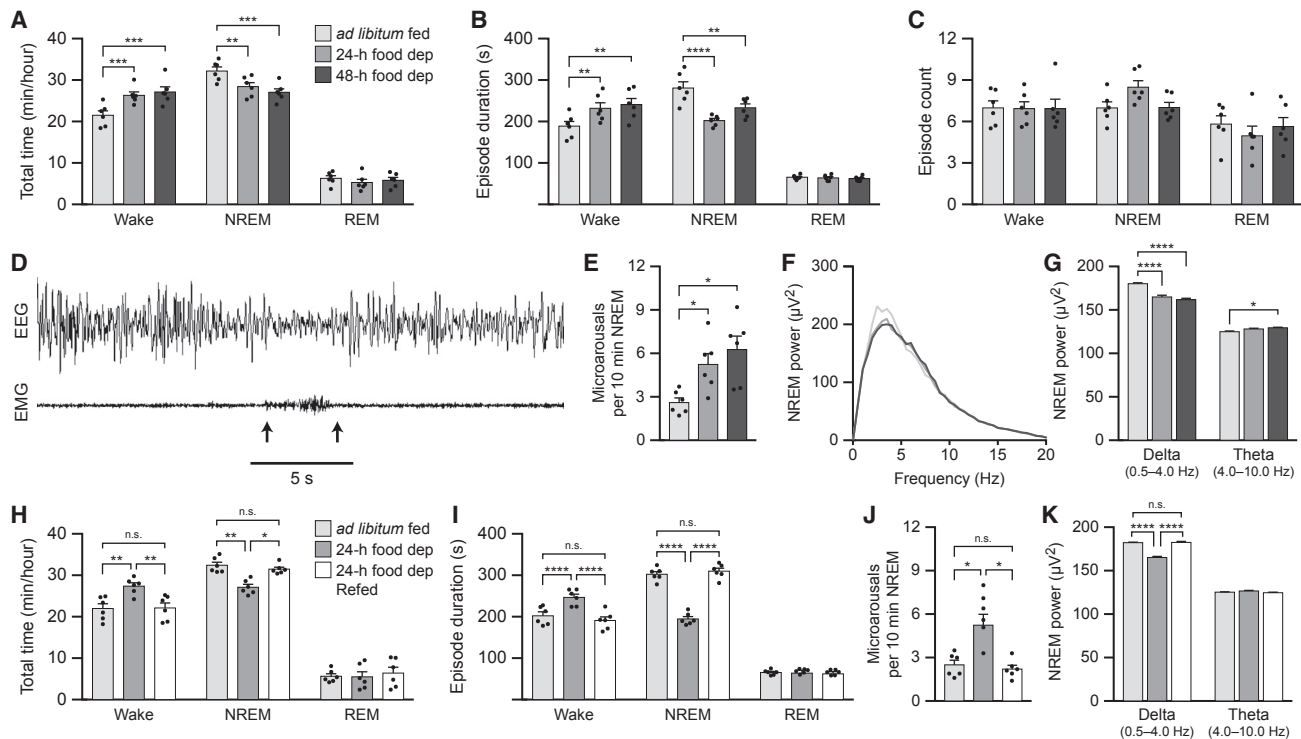 A
Total time (min/hour)
40
30
20
10
0
***
***
***
**
Wake
NREM
REM
ad libitum fed
24-h food dep
48-h food dep
B
Episode duration (s)
400
300
200
100
0
**
**
**
****
Wake
NREM
REM
C
Episode count
12
9
6
3
0
Wake
NREM
REM
D
EEG
EMG
5 s
E
Microarousals
per 10 min NREM
12
9
6
3
0
*
*
F
NREM power (µV2)
300
200
100
0
0
5
10
15
20
Frequency (Hz)
G
NREM power (µV2)
200
150
100
50
0
****
****
*
Delta
(0.5–4.0 Hz)
Theta
(4.0–10.0 Hz)
H
Total time (min/hour)
40
30
20
10
0
n.s.
**
**
n.s.
**
*
Wake
NREM
REM
ad libitum fed
24-h food dep
24-h food dep
Refed
I
Episode duration (s)
400
300
200
100
0
n.s.
****
****
n.s.
****
****
Wake
NREM
REM
J
Microarousals
per 10 min NREM
12
9
6
3
0
n.s.
*
*
K
NREM power (µV2)
200
150
100
50
0
n.s.
****
****
Delta
(0.5–4.0 Hz)
Theta
(4.0–10.0 Hz)